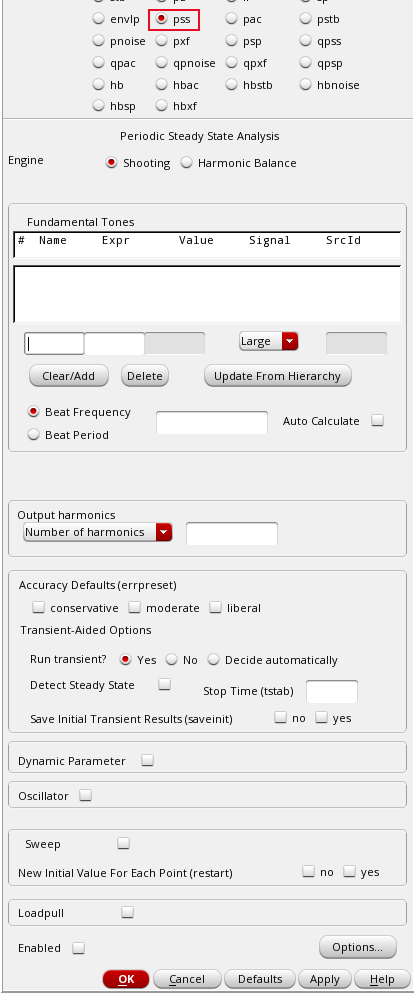 envlp pss pac pstb
pnoise pxf psp qpss
qpac qpnoise qpxf qpsp
hb hbac hbstb hbnoise
hbsp hbxf
Periodic Steady State Analysis
Engine Shooting Harmonic Balance
Fundamental Tones
# Name Expr Value Signal SrcId
Large
Clear/Add Delete Update From Hierarchy
Beat Frequency
Beat Period
Auto Calculate
Output harmonics
Number of harmonics
Accuracy Defaults (errpreset)
conservative moderate liberal
Transient-Aided Options
Run transient? Yes No Decide automatically
Detect Steady State Stop Time (tstab)
Save Initial Transient Results (saveinit) no yes
Dynamic Parameter
Oscillator
Sweep
New Initial Value For Each Point (restart) no yes
Loadpull
Enabled Options...
OK Cancel Defaults Apply Help